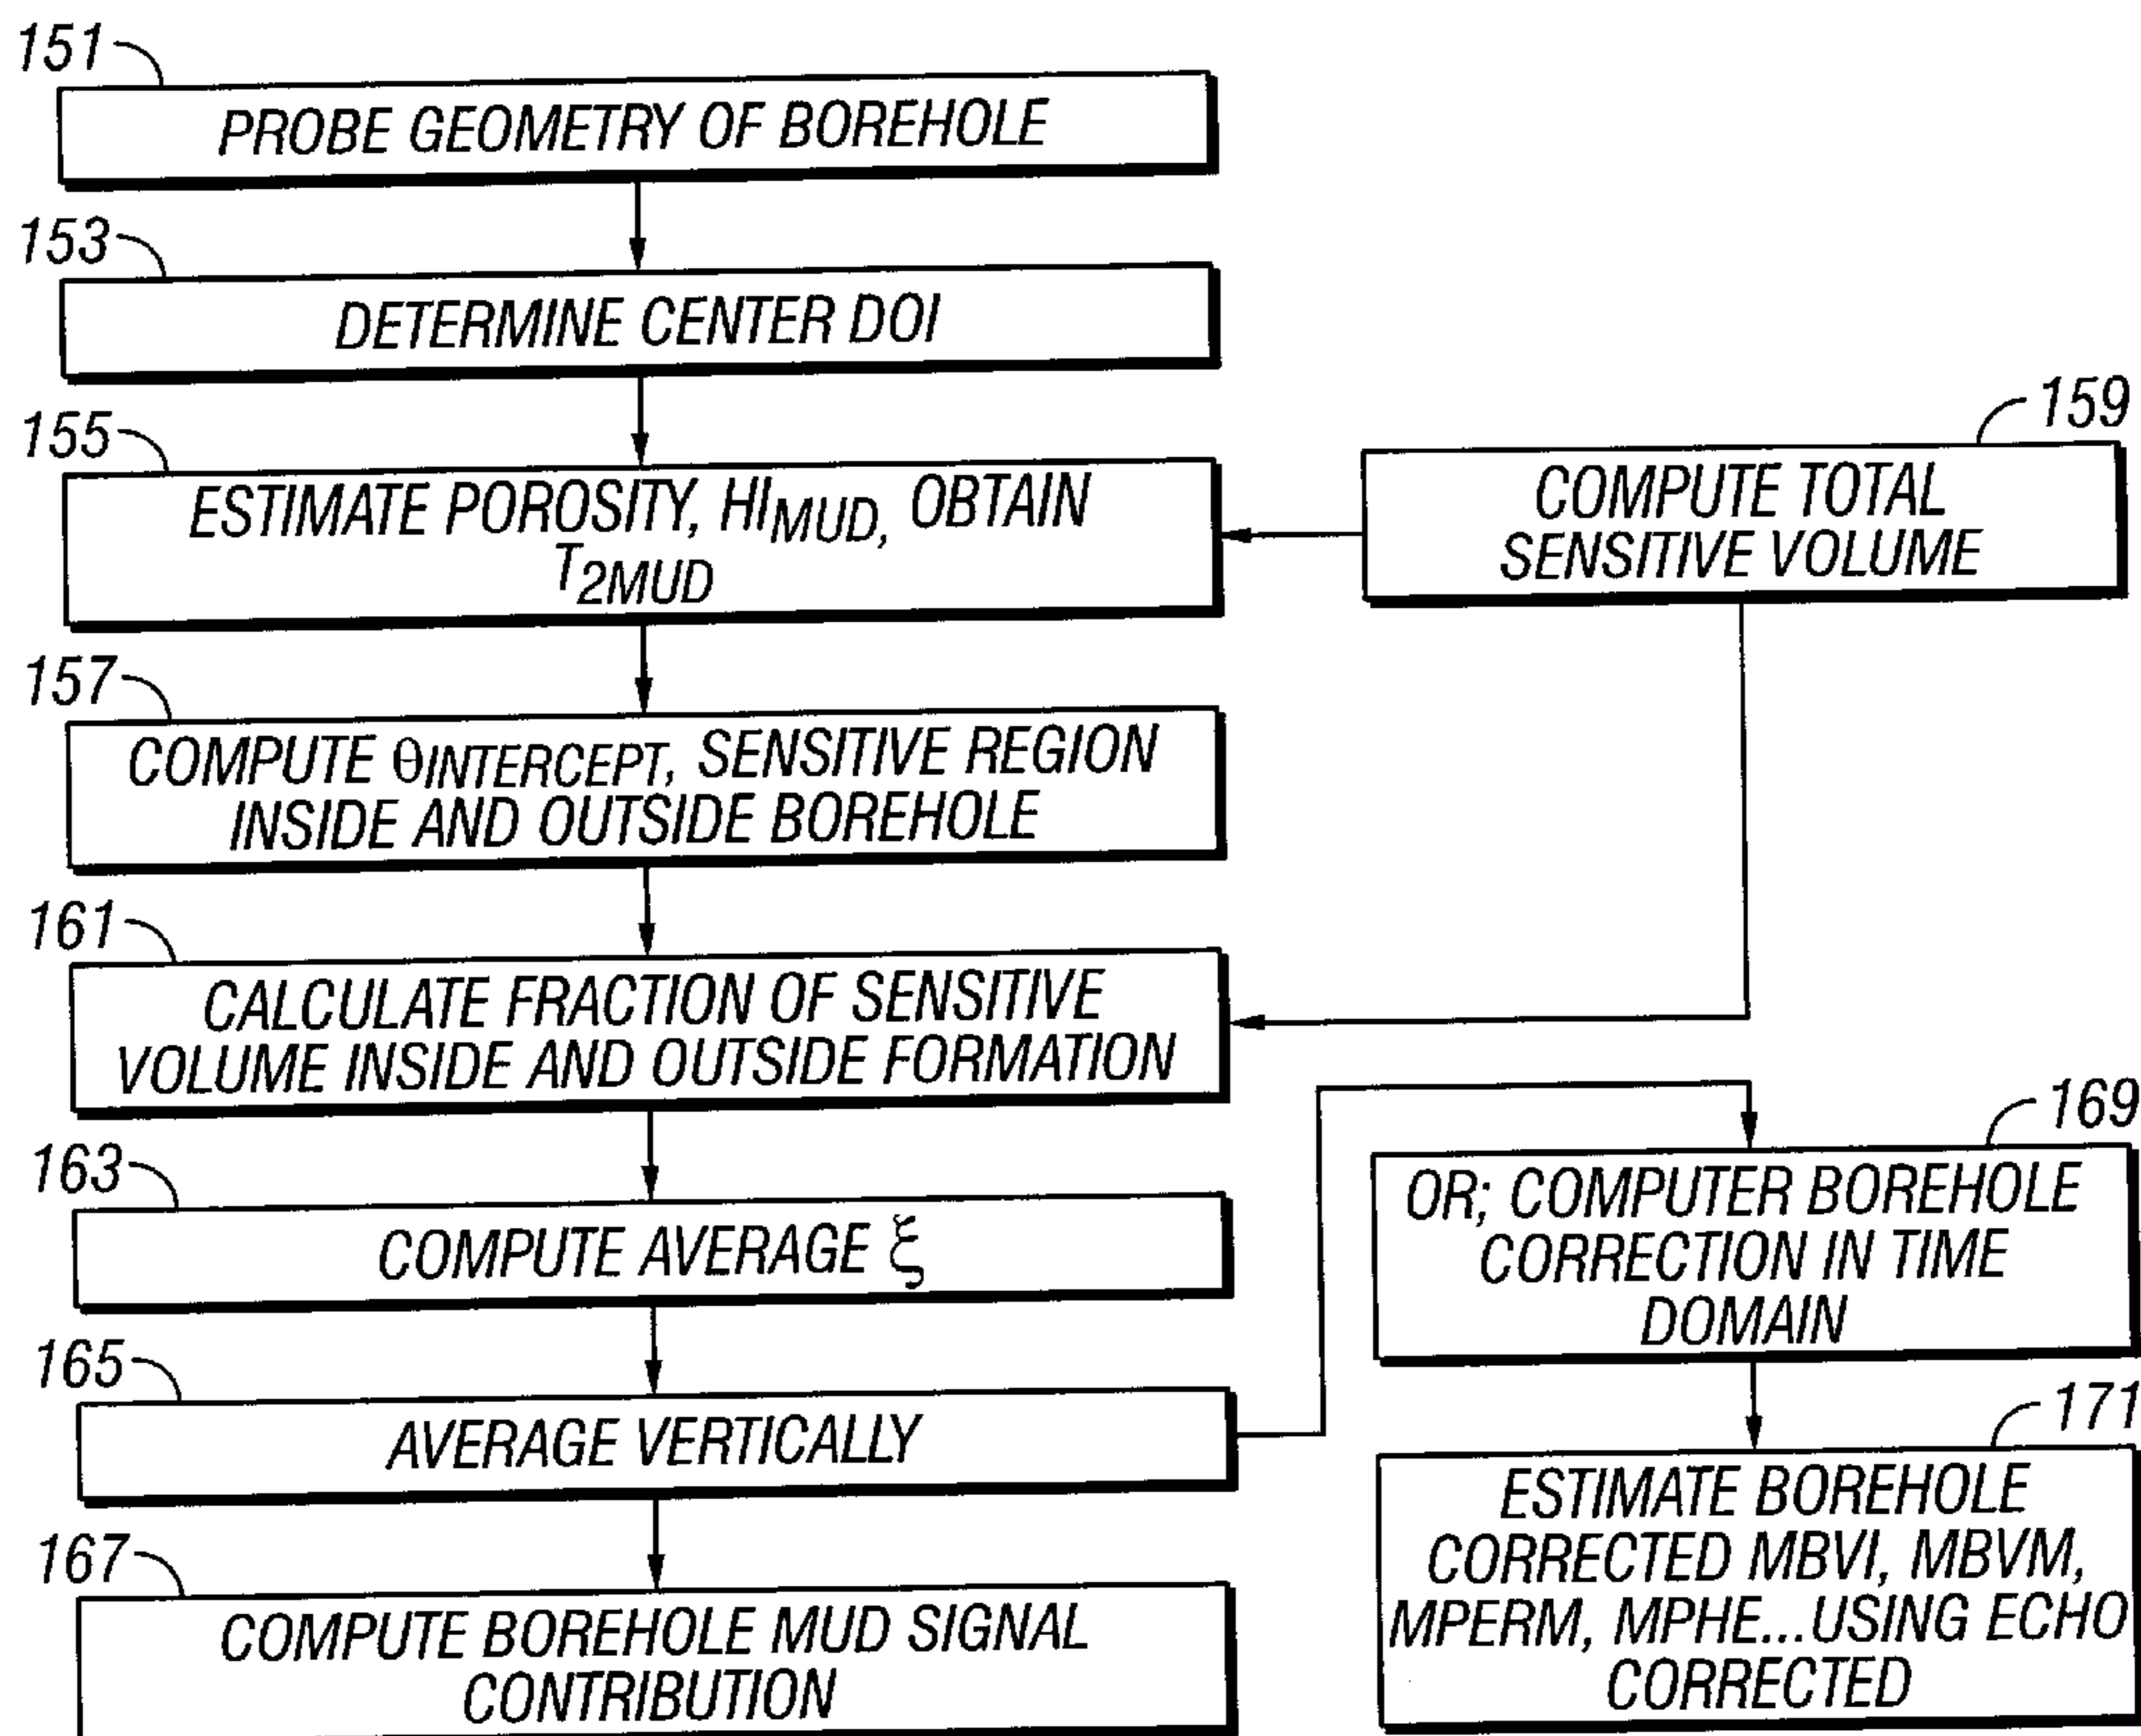 151
PROBE GEOMETRY OF BOREHOLE
153
DETERMINE CENTER DOI
155
ESTIMATE POROSITY, HIMUD, OBTAIN
T2MUD
159
COMPUTE TOTAL
SENSITIVE VOLUME
157
COMPUTE θINTERCEPT, SENSITIVE REGION
INSIDE AND OUTSIDE BOREHOLE
161
CALCULATE FRACTION OF SENSITIVE
VOLUME INSIDE AND OUTSIDE FORMATION
163
COMPUTE AVERAGE ξ
165
AVERAGE VERTICALLY
167
COMPUTE BOREHOLE MUD SIGNAL
CONTRIBUTION
169
OR; COMPUTER BOREHOLE
CORRECTION IN TIME
DOMAIN
171
ESTIMATE BOREHOLE
CORRECTED MBVI, MBVM,
MPERM, MPHE...USING ECHO
CORRECTED